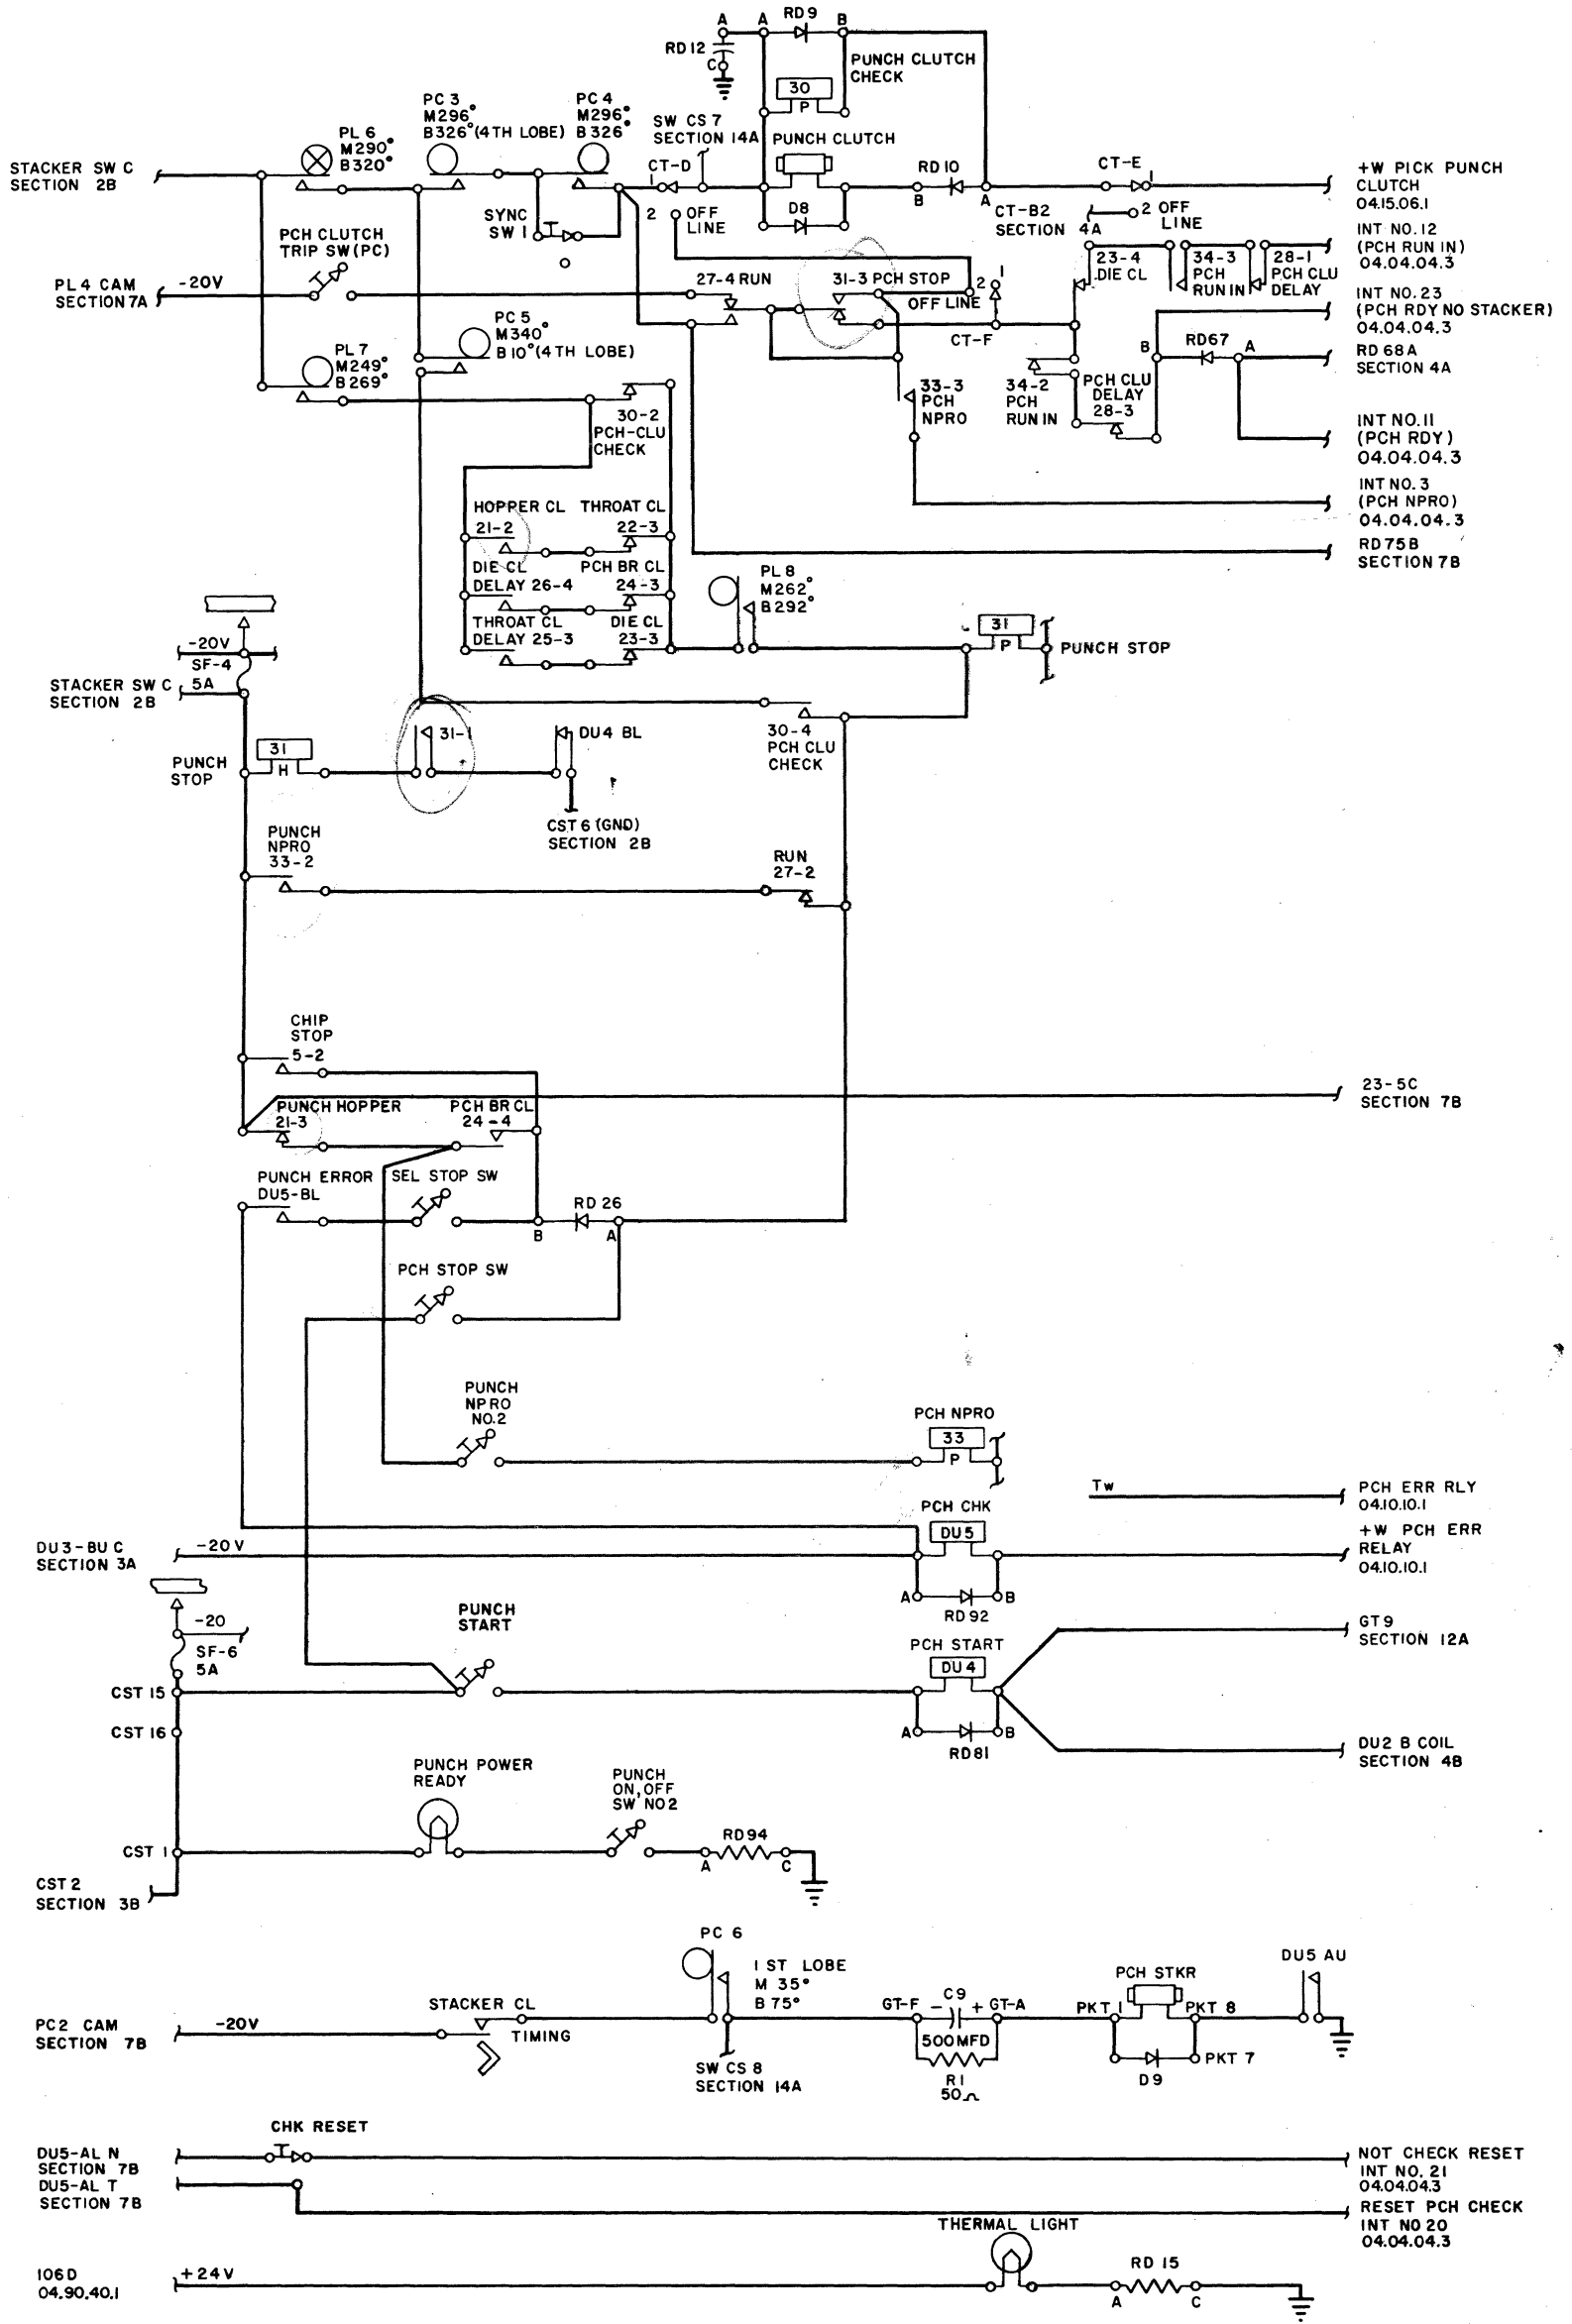 A A RD9 B
RD12
C
PUNCH CLUTCH
CHECK
30
P
PC 3
M296°
B326° (4TH LOBE)
PC 4
M296°
B326°
SW CS 7
SECTION 14A
PUNCH CLUTCH
PL 6
M290°
B320°
STACKER SW C
SECTION 2B
CT-D
1
RD10
B
A
CT-E
1
+W PICK PUNCH
CLUTCH
04.15.06.1
SYNC
SW 1
2
OFF
LINE
D8
CT-B2
SECTION 4A
2 OFF
LINE
PCH CLUTCH
TRIP SW (PC)
INT NO. 12
(PCH RUN IN)
04.04.04.3
23-4
DIE CL
34-3
PCH
RUN IN
28-1
PCH CLU
DELAY
PL 4 CAM
SECTION 7A
-20V
27-4 RUN
31-3 PCH STOP
2 1
OFF LINE
INT NO. 23
(PCH RDY NO STACKER)
04.04.04.3
PC 5
M340°
B10° (4TH LOBE)
CT-F
B
RD67
A
RD 68A
SECTION 4A
PL 7
M249°
B269°
33-3
PCH
NPRO
34-2
PCH
RUN IN
PCH CLU
DELAY
28-3
30-2
PCH-CLU
CHECK
INT NO. 11
(PCH RDY)
04.04.04.3
INT NO. 3
(PCH NPRO)
04.04.04.3
HOPPER CL
21-2
THROAT CL
22-3
RD75B
SECTION 7B
DIE CL
DELAY 26-4
PCH BR CL
24-3
THROAT CL
DELAY 25-3
DIE CL
23-3
PL 8
M262°
B292°
31
P
PUNCH STOP
-20V
SF-4
5A
STACKER SW C
SECTION 2B
31-1
DU4 BL
30-4
PCH CLU
CHECK
PUNCH
STOP
31
H
CST 6 (GND)
SECTION 2B
PUNCH
NPRO
33-2
RUN
27-2
CHIP
STOP
5-2
23-5C
SECTION 7B
PUNCH HOPPER
21-3
PCH BR CL
24-4
PUNCH ERROR
DU5-BL
SEL STOP SW
RD 26
B
A
PCH STOP SW
PUNCH
NPRO
NO.2
PCH NPRO
33
P
Tw
PCH ERR RLY
04.10.10.1
PCH CHK
DU5
+W PCH ERR
RELAY
04.10.10.1
DU3-BU C
SECTION 3A
-20V
A
B
RD92
PUNCH
START
-20
SF-6
5A
GT9
SECTION 12A
PCH START
DU4
CST 15
CST 16
A
B
RD81
DU2 B COIL
SECTION 4B
PUNCH POWER
READY
PUNCH
ON, OFF
SW NO2
RD94
A
C
CST 1
CST 2
SECTION 3B
PC 6
1 ST LOBE
M 35°
B 75°
DU5 AU
PCH STKR
STACKER CL
TIMING
GT-F - C9 + GT-A
500MFD
PKT 1
PKT 8
PC2 CAM
SECTION 7B
-20V
SW CS 8
SECTION 14A
R1
50Ω
D9
PKT 7
CHK RESET
DU5-AL N
SECTION 7B
DU5-AL T
SECTION 7B
NOT CHECK RESET
INT NO. 21
04.04.04.3
RESET PCH CHECK
INT NO 20
04.04.04.3
THERMAL LIGHT
106D
04.90.40.1
+24V
RD 15
A
C